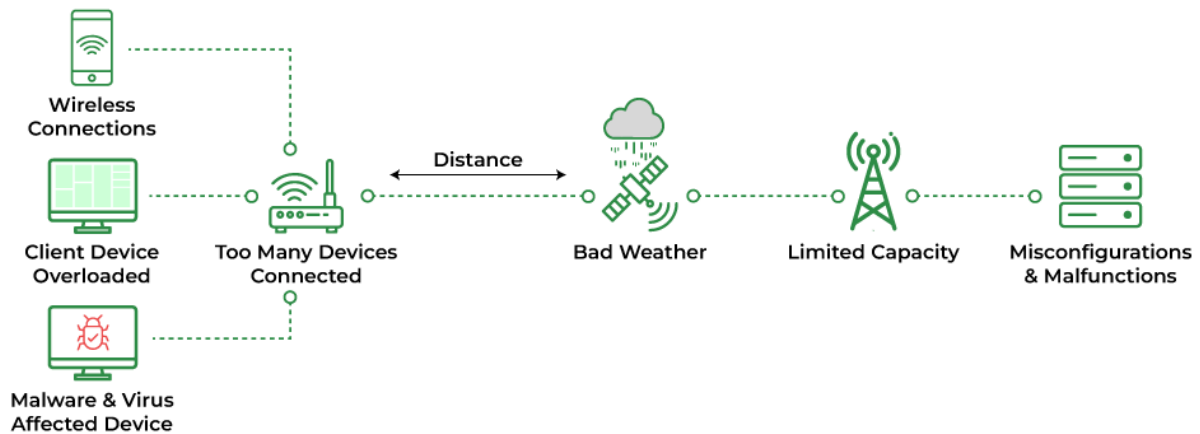 Wireless
Connections
Distance
Client Device
Overloaded
Too Many Devices
Connected
Bad Weather
Limited Capacity
Misconfigurations
& Malfunctions
Malware & Virus
Affected Device